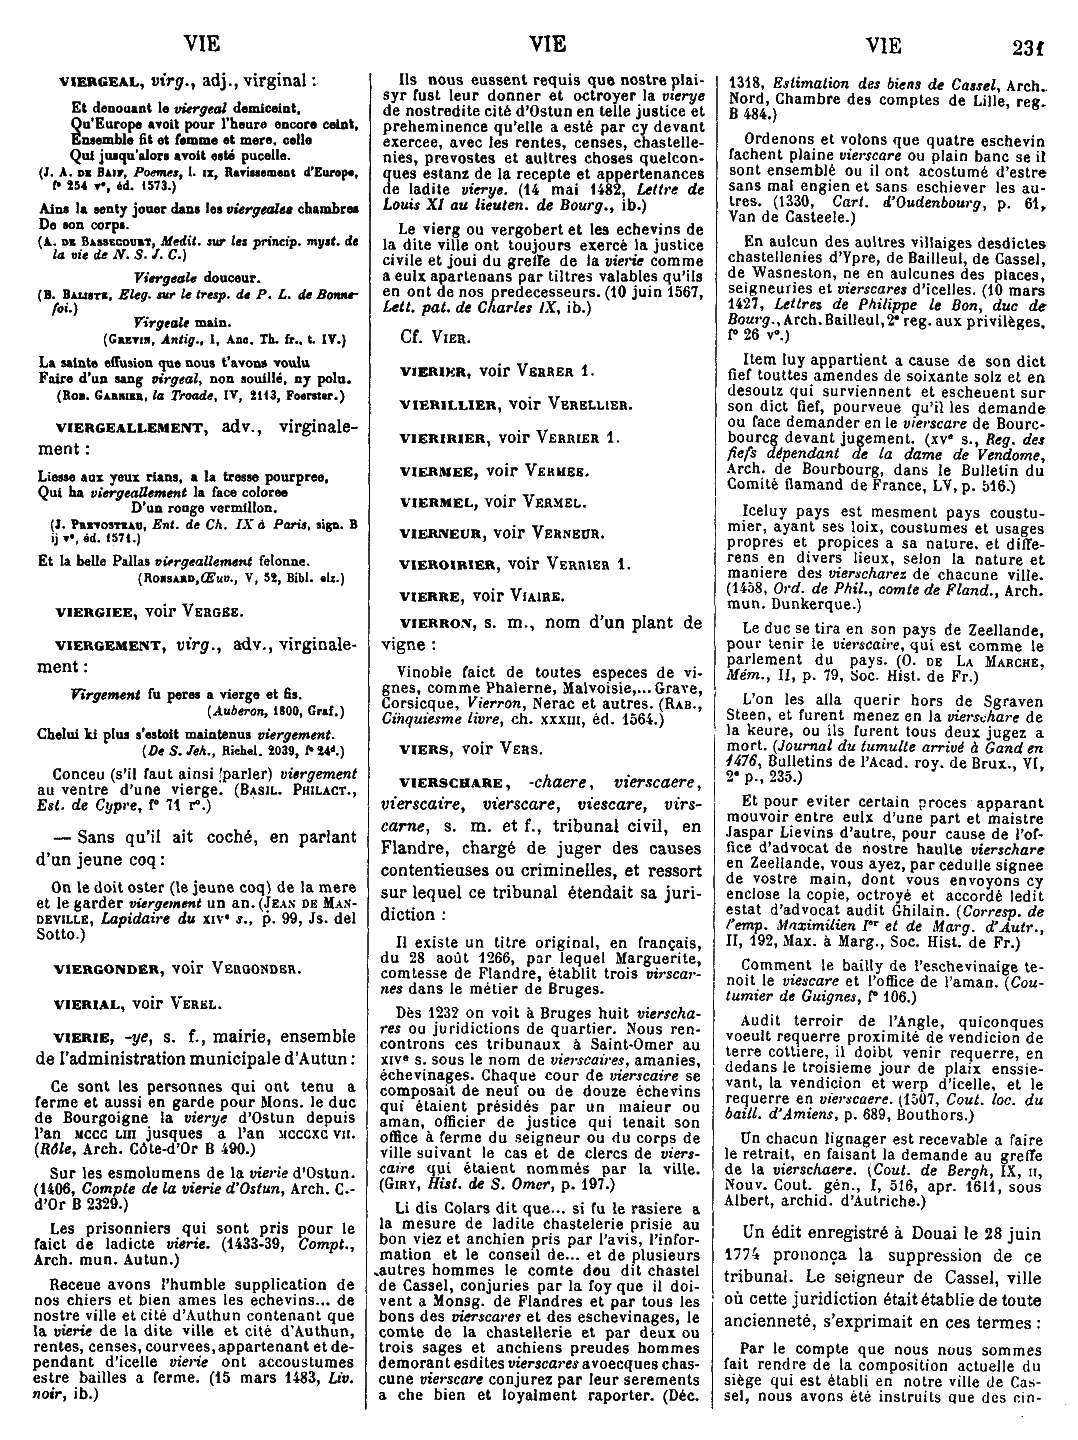 VIE
VIE
VIE
231
VIERGEAL, virg., adj., virginal :
Et denouant le viergeal demiceint,
Qu'Europe avoit pour l'heure encore ceint,
Ensemble fit et femme et mere, celle
Qui jusqu'alors avoit esté pucelle.
(J. A. DE BAIF, Poemes, l. IX, Ravissement d'Europe,
f° 254 v°, éd. 1573.)
Ains la senty jouer dans les viergeales chambres
De son corps.
(A. DE BASSECOURT, Medit. sur les princip. myst. de
la vie de N. S. J. C.)
Viergeale douceur.
(B. BALISTE, Eleg. sur le tresp. de P. L. de Bonne-
foi.)
Virgeale main.
(GREVIN, Antig., I, Anc. Th. fr., t. IV.)
La sainte effusion que nous t'avons voulu
Faire d'un sang virgeal, non souillé, ny polu.
(ROB. GARNIER, la Troade, IV, 2113, Foerster.)
VIERGEALLEMENT, adv., virginale-
ment :
Liesse aux yeux rians, a la tresse pourpree,
Qui ha viergeallement la face coloree
D'un rouge vermillon.
(J. PREVOSTEAU, Ent. de Ch. IX à Paris, sign. B
ij v°, éd. 1571.)
Et la belle Pallas viergeallement felonne.
(RONSARD, Œuv., V, 52, Bibl. elz.)
VIERGIEE, voir VERGÉE.
VIERGEMENT, virg., adv., virginale-
ment :
Virgement fu peres a vierge et fis.
(Auberon, 1800, Graf.)
Chelui ki plus s'estoit maintenus viergement.
(De S. Jeh., Richel. 2039, f° 24d.)
Conceu (s'il faut ainsi parler) viergement
au ventre d'une vierge. (BASIL. PHILACT.,
Est. de Cypre, f° 71 r°.)
— Sans qu'il ait coché, en parlant
d'un jeune coq :
On le doit oster (le jeune coq) de la mere
et le garder viergement un an. (JEAN DE MAN-
DEVILLE, Lapidaire du XIV° s., p. 99, Js. del
Sotto.)
VIERGONDER, voir VERGONDER.
VIERIAL, voir VEREL.
VIERIE, -ye, s. f., mairie, ensemble
de l'administration municipale d'Autun :
Ce sont les personnes qui ont tenu a
ferme et aussi en garde pour Mons. le duc
de Bourgoigne la vierye d'Ostun depuis
l'an MCCC LIII jusques a l'an MCCCXC VII.
(Rôle, Arch. Côte-d'Or B 490.)
Sur les esmolumens de la vierie d'Ostun.
(1406, Compte de la vierie d'Ostun, Arch. C.-
d'Or B 2329.)
Les prisonniers qui sont pris pour le
faict de ladicte vierie. (1433-39, Compt.,
Arch. mun. Autun.)
Receue avons l'humble supplication de
nos chiers et bien ames les echevins... de
nostre ville et cité d'Authun contenant que
la vierie de la dite ville et cité d'Authun,
rentes, censes, courvees, appartenant et de-
pendant d'icelle vierie ont accoustumes
estre bailles a ferme. (15 mars 1483, Liv.
noir, ib.)
Ils nous eussent requis que nostre plai-
syr fust leur donner et octroyer la vierye
de nostredite cité d'Ostun en telle justice et
preheminence qu'elle a esté par cy devant
exercee, avec les rentes, censes, chastelle-
nies, prevostes et aultres choses quelcon-
ques estanz de la recepte et appertenances
de ladite vierye. (14 mai 1482, Lettre de
Louis XI au lieuten. de Bourg., ib.)
Le vierg ou vergobert et les echevins de
la dite ville ont toujours exercé la justice
civile et joui du greffe de la vierie comme
a eulx apartenans par tiltres valables qu'ils
en ont de nos predecesseurs. (10 juin 1567,
Lett. pat. de Charles IX, ib.)
Cf. VIER.
VIERIER, voir VERRER 1.
VIERILLIER, voir VERELLIER.
VIERIRIER, voir VERRIER 1.
VIERMEE, voir VERMEE.
VIERMEL, voir VERMEL.
VIERNEUR, voir VERNEUR.
VIEROIRIER, voir VERRIER 1.
VIERRE, voir VIAIRE.
VIERRON, s. m., nom d'un plant de
vigne :
Vinoble faict de toutes especes de vi-
gnes, comme Phalerne, Malvoisie,... Grave,
Corsicque, Vierron, Nerac et autres. (RAB.,
Cinquiesme livre, ch. XXXIII, éd. 1564.)
VIERS, voir VERS.
VIERSCHARE, -chaere, vierscaere,
vierscaire, vierscare, viescare, virs-
carne, s. m. et f., tribunal civil, en
Flandre, chargé de juger des causes
contentieuses ou criminelles, et ressort
sur lequel ce tribunal étendait sa juri-
diction :
Il existe un titre original, en français,
du 28 août 1266, par lequel Marguerite,
comtesse de Flandre, établit trois virscar-
nes dans le métier de Bruges.
Dès 1232 on voit à Bruges huit vierscha-
res ou juridictions de quartier. Nous ren-
controns ces tribunaux à Saint-Omer au
XIV° s. sous le nom de vierscaires, amanies,
échevinages. Chaque cour de vierscaire se
composait de neuf ou de douze échevins
qui étaient présidés par un maieur ou
aman, officier de justice qui tenait son
office à ferme du seigneur ou du corps de
ville suivant le cas et de clercs de viers-
caire qui étaient nommés par la ville.
(GIRY, Hist. de S. Omer, p. 197.)
Li dis Colars dit que... si fu le rasiere a
la mesure de ladite chastelerie prisie au
bon viez et anchien pris par l'avis, l'infor-
mation et le conseil de... et de plusieurs
autres hommes le comte dou dit chastel
de Cassel, conjuries par la foy que il doi-
vent a Monsg. de Flandres et par tous les
bons des vierscares et des eschevinages, le
comte de la chastellerie et par deux ou
trois sages et anchiens preudes hommes
demorant esdites vierscares avoecques chas-
cune vierscare conjurez par leur serements
a che bien et loyalment raporter. (Déc.
1318, Estimation des biens de Cassel, Arch.
Nord, Chambre des comptes de Lille, reg.
B 484.)
Ordenons et volons que quatre eschevin
fachent plaine vierscare ou plain banc se il
sont ensemblé ou il ont acostumé d'estre
sans mal engien et sans eschiever les au-
tres. (1330, Cart. d'Oudenbourg, p. 61,
Van de Casteele.)
En aulcun des aultres villaiges desdictes
chastellenies d'Ypre, de Bailleul, de Cassel,
de Wasneston, ne en aulcunes des places,
seigneuries et vierscares d'icelles. (10 mars
1427, Lettres de Philippe le Bon, duc de
Bourg., Arch. Bailleul, 2° reg. aux privilèges,
f° 26 v°.)
Item luy appartient a cause de son dict
fief touttes amendes de soixante solz et en
desoutz qui surviennent et escheuent sur
son dict fief, pourveue qu'il les demande
ou face demander en le vierscare de Bourc-
bourcg devant jugement. (XV° s., Reg. des
fiefs dépendant de la dame de Vendome,
Arch. de Bourbourg, dans le Bulletin du
Comité flamand de France, LV, p. 516.)
Iceluy pays est mesment pays coustu-
mier, ayant ses loix, coustumes et usages
propres et propices a sa nature, et diffe-
rens en divers lieux, selon la nature et
maniere des vierscharez de chacune ville.
(1458, Ord. de Phil., comte de Fland., Arch.
mun. Dunkerque.)
Le duc se tira en son pays de Zeellande,
pour tenir le vierscaire, qui est comme le
parlement du pays. (O. DE LA MARCHE,
Mém., II, p. 79, Soc. Hist. de Fr.)
L'on les alla querir hors de Sgraven
Steen, et furent menez en la vierschare de
la keure, ou ils furent tous deux jugez a
mort. (Journal du tumulte arrivé à Gand en
1476, Bulletins de l'Acad. roy. de Brux., VI,
2° p., 235.)
Et pour eviter certain proces apparant
mouvoir entre eulx d'une part et maistre
Jaspar Lievins d'autre, pour cause de l'of-
fice d'advocat de nostre haulte vierschare
en Zeellande, vous ayez, par cedulle signee
de vostre main, dont vous envoyons cy
enclose la copie, octroyé et accordé ledit
estat d'advocat audit Ghilain. (Corresp. de
l'emp. Maximilien Ier et de Marg. d'Autr.,
II, 192, Max. à Marg., Soc. Hist. de Fr.)
Comment le bailly de l'eschevinaige te-
noit le viescare et l'office de l'aman. (Cou-
tumier de Guignes, f° 106.)
Audit terroir de l'Angle, quiconques
voeult requerre proximité de vendicion de
terre cottiere, il doibt venir requerre, en
dedans le troisieme jour de plaix enssie-
vant, la vendicion et werp d'icelle, et le
requerre en vierscaere. (1507, Cout. loc. du
baill. d'Amiens, p. 689, Bouthors.)
Un chacun lignager est recevable a faire
le retrait, en faisant la demande au greffe
de la vierschaere. (Cout. de Bergh, IX, II,
Nouv. Cout. gén., I, 516, apr. 1611, sous
Albert, archid. d'Autriche.)
Un édit enregistré à Douai le 28 juin
1774 prononça la suppression de ce
tribunal. Le seigneur de Cassel, ville
où cette juridiction était établie de toute
ancienneté, s'exprimait en ces termes :
Par le compte que nous nous sommes
fait rendre de la composition actuelle du
siège qui est établi en notre ville de Cas-
sel, nous avons été instruits que des cin-